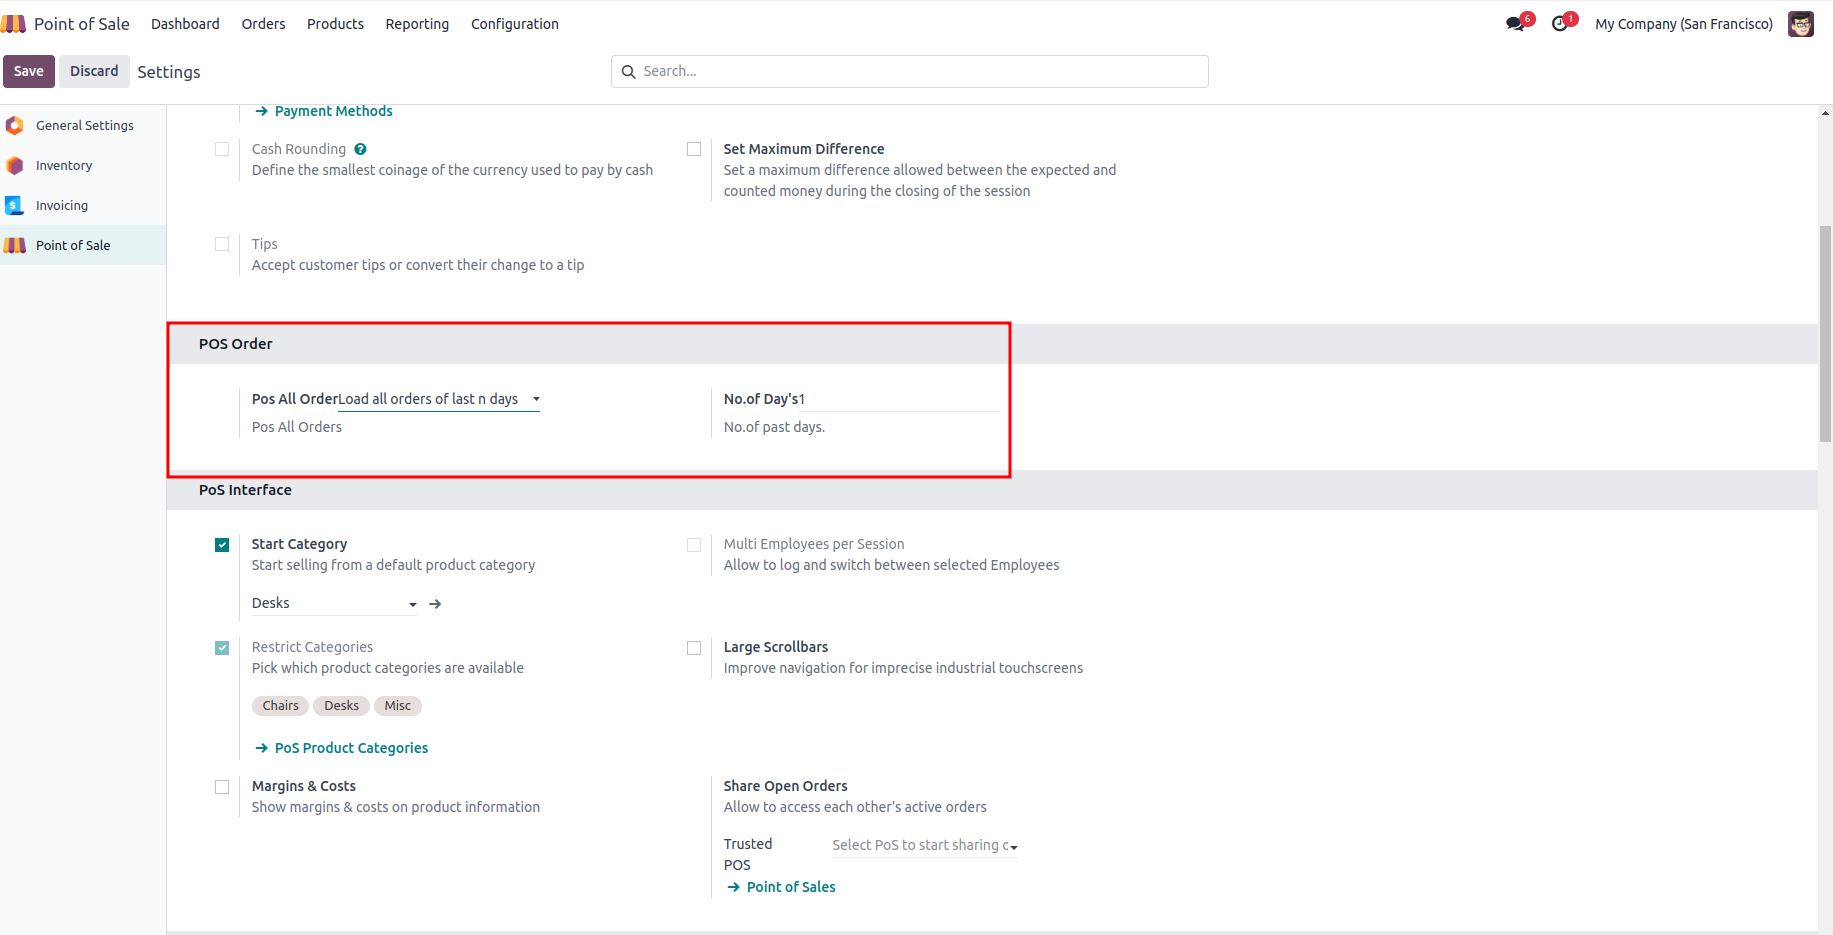 Point of Sale Dashboard Orders Products Reporting Configuration 6 1 My Company (San Francisco)
Save Discard Settings Search...
General Settings
Inventory
Invoicing
Point of Sale
Payment Methods
Cash Rounding ?
Define the smallest coinage of the currency used to pay by cash
Set Maximum Difference
Set a maximum difference allowed between the expected and
counted money during the closing of the session
Tips
Accept customer tips or convert their change to a tip
POS Order
Pos All Order Load all orders of last n days
Pos All Orders
No.of Day's 1
No.of past days.
PoS Interface
Start Category
Start selling from a default product category
Desks
Multi Employees per Session
Allow to log and switch between selected Employees
Restrict Categories
Pick which product categories are available
Chairs Desks Misc
PoS Product Categories
Large Scrollbars
Improve navigation for imprecise industrial touchscreens
Margins & Costs
Show margins & costs on product information
Share Open Orders
Allow to access each other's active orders
Trusted
POS
Select PoS to start sharing
Point of Sales